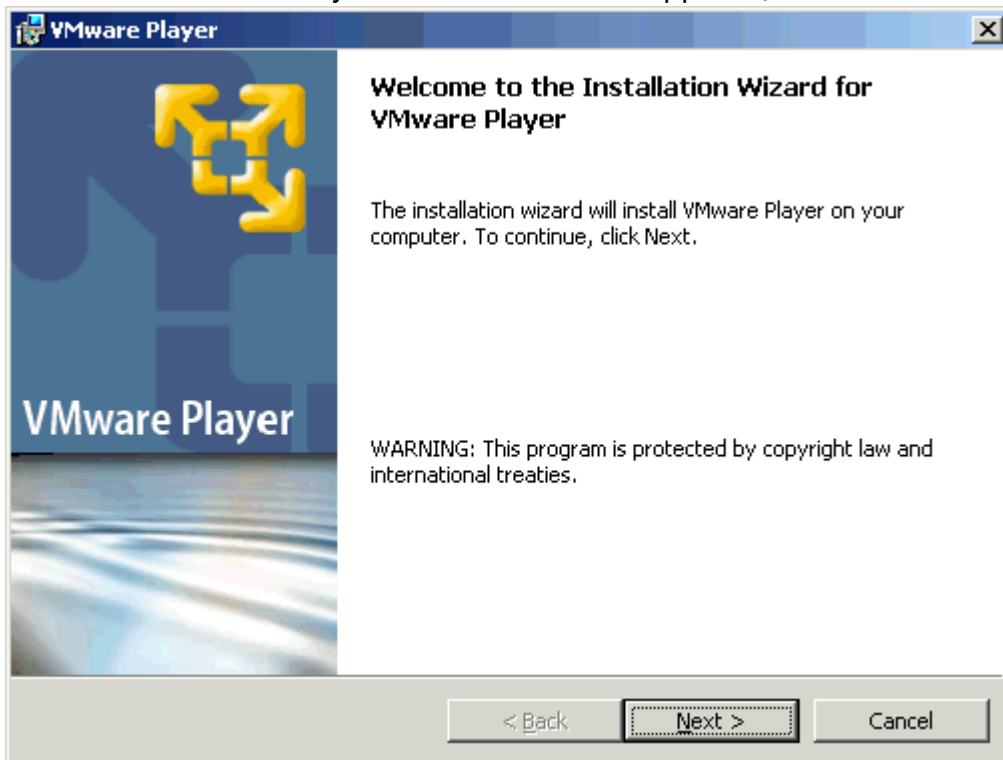 VMware Player
Welcome to the Installation Wizard for
VMware Player
The installation wizard will install VMware Player on your
computer. To continue, click Next.
VMware Player
WARNING: This program is protected by copyright law and
international treaties.
< Back
Next >
Cancel